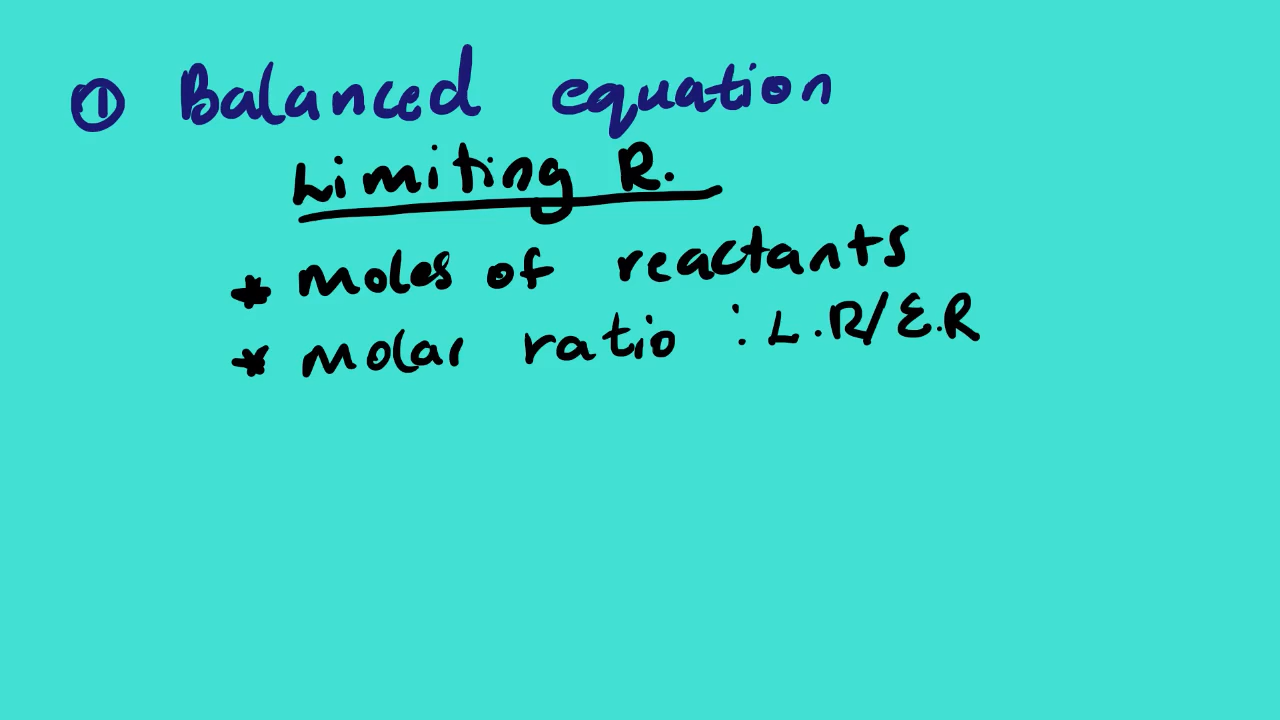 ① Balanced equation
Limiting R.
* moles of reactants
* molar ratio : L.R/E.R